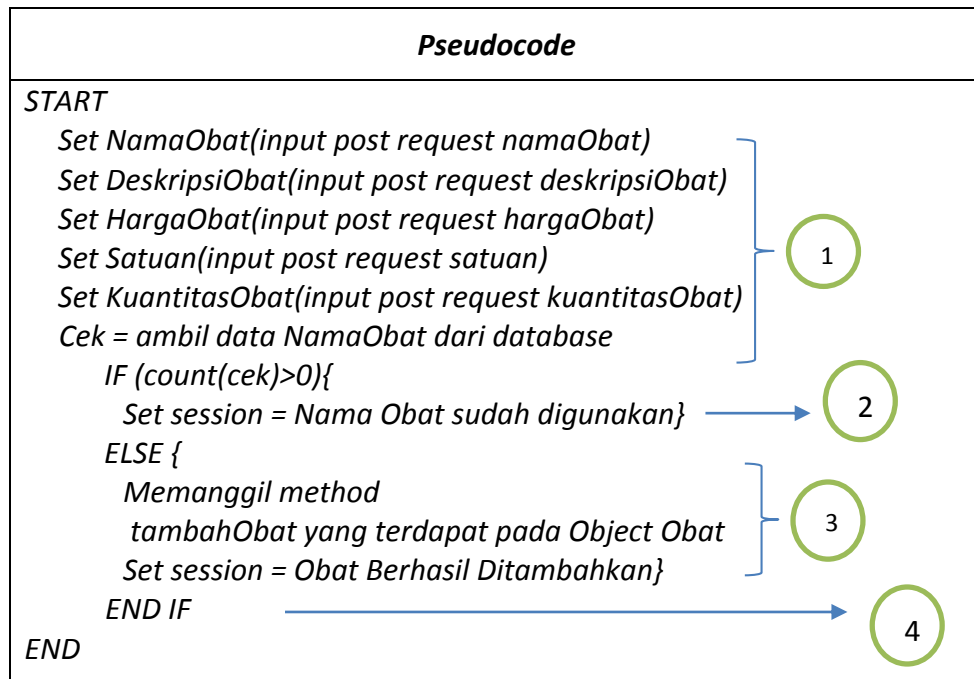 Pseudocode
START
Set NamaObat(input post request namaObat)
Set DeskripsiObat(input post request deskripsiObat)
Set HargaObat(input post request hargaObat)
Set Satuan(input post request satuan)
Set KuantitasObat(input post request kuantitasObat)
Cek = ambil data NamaObat dari database
1
IF (count(cek)>0){
Set session = Nama Obat sudah digunakan}
2
ELSE {
Memanggil method
tambahObat yang terdapat pada Object Obat
Set session = Obat Berhasil Ditambahkan}
3
END IF
4
END